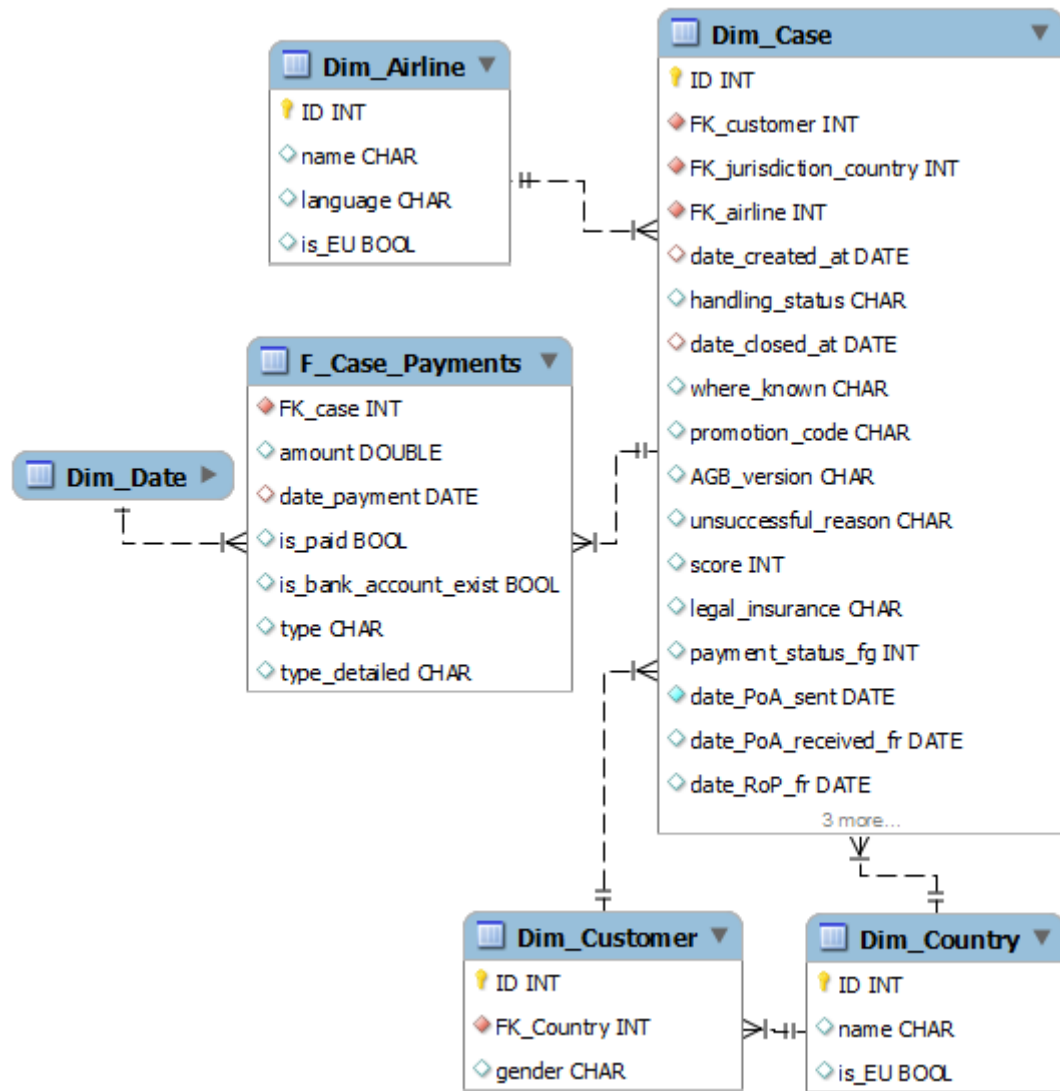 Dim_Airline
ID INT
name CHAR
language CHAR
is_EU BOOL
Dim_Case
ID INT
FK_customer INT
FK_jurisdiction_country INT
FK_airline INT
date_created_at DATE
handling_status CHAR
date_closed_at DATE
where_known CHAR
promotion_code CHAR
AGB_version CHAR
unsuccessful_reason CHAR
score INT
legal_insurance CHAR
payment_status_fg INT
date_PoA_sent DATE
date_PoA_received_fr DATE
date_RoP_fr DATE
3 more...
F_Case_Payments
FK_case INT
amount DOUBLE
date_payment DATE
is_paid BOOL
is_bank_account_exist BOOL
type CHAR
type_detailed CHAR
Dim_Date
Dim_Customer
ID INT
FK_Country INT
gender CHAR
Dim_Country
ID INT
name CHAR
is_EU BOOL